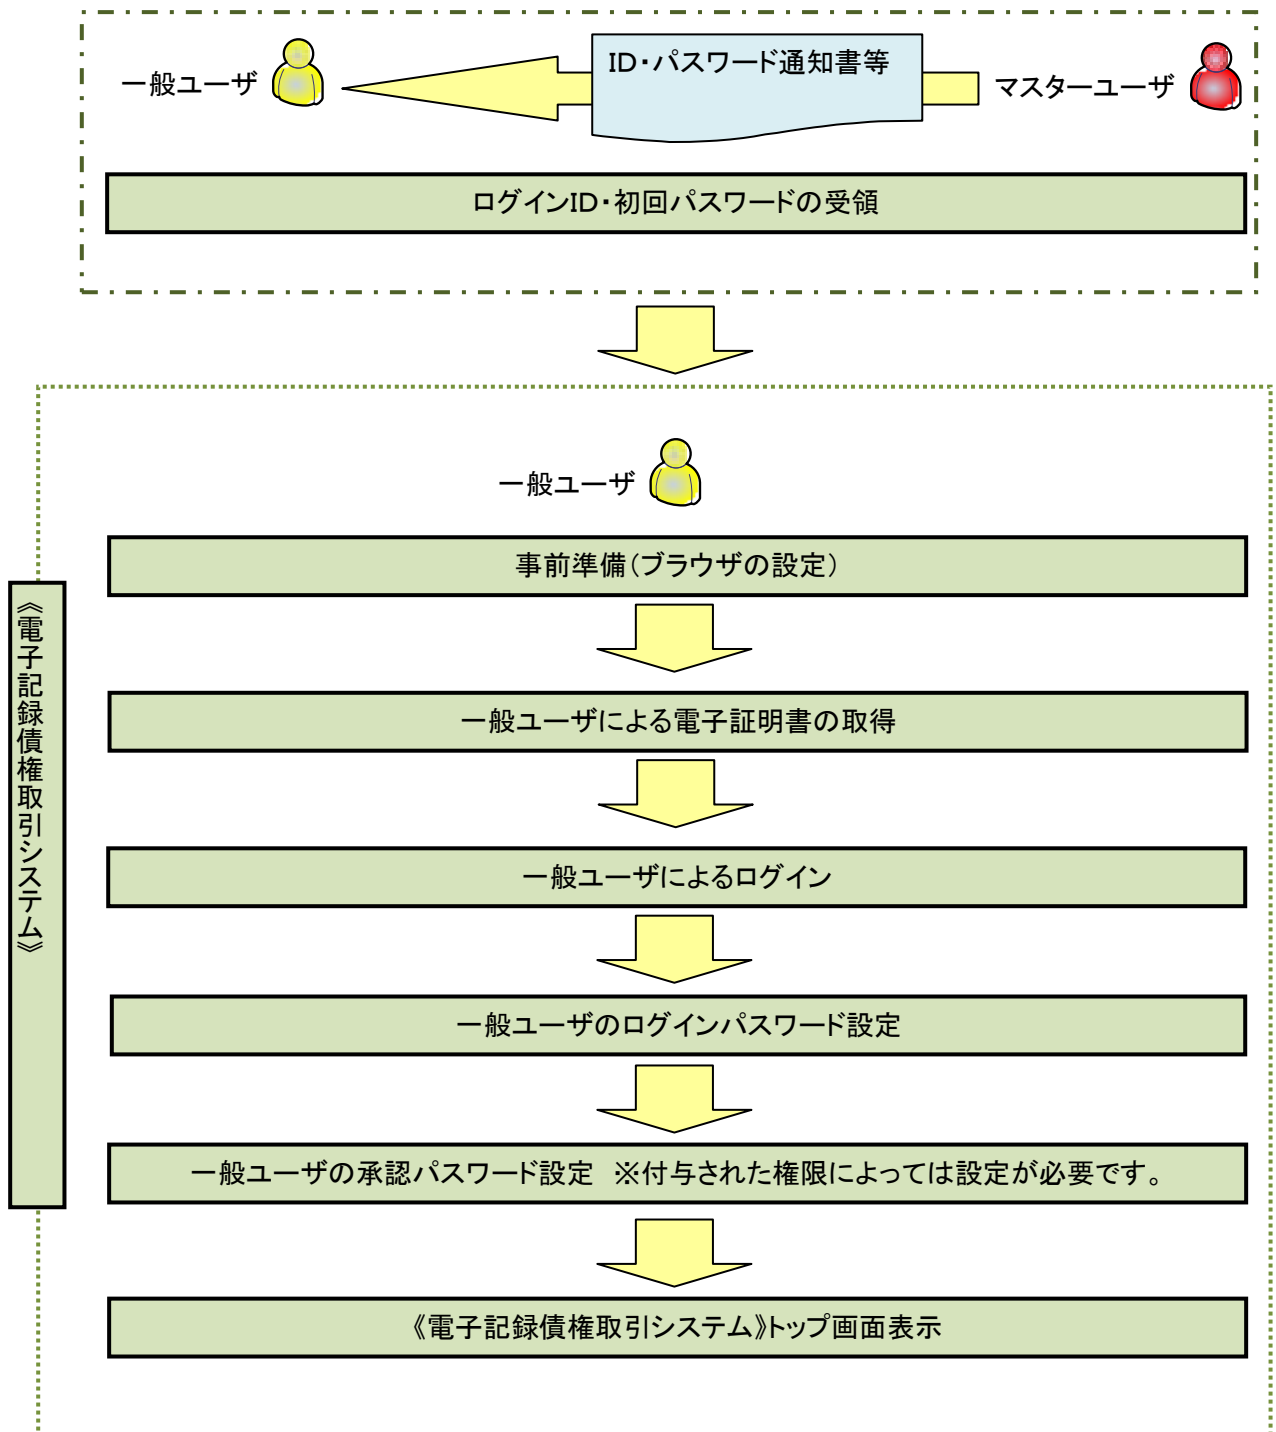 ID・パスワード通知書等
一般ユーザ
マスターユーザ
ログインID・初回パスワードの受領
一般ユーザ
事前準備(ブラウザの設定)
《電子記録債権取引システム》
一般ユーザによる電子証明書の取得
一般ユーザによるログイン
一般ユーザのログインパスワード設定
一般ユーザの承認パスワード設定　※付与された権限によっては設定が必要です。
《電子記録債権取引システム》トップ画面表示